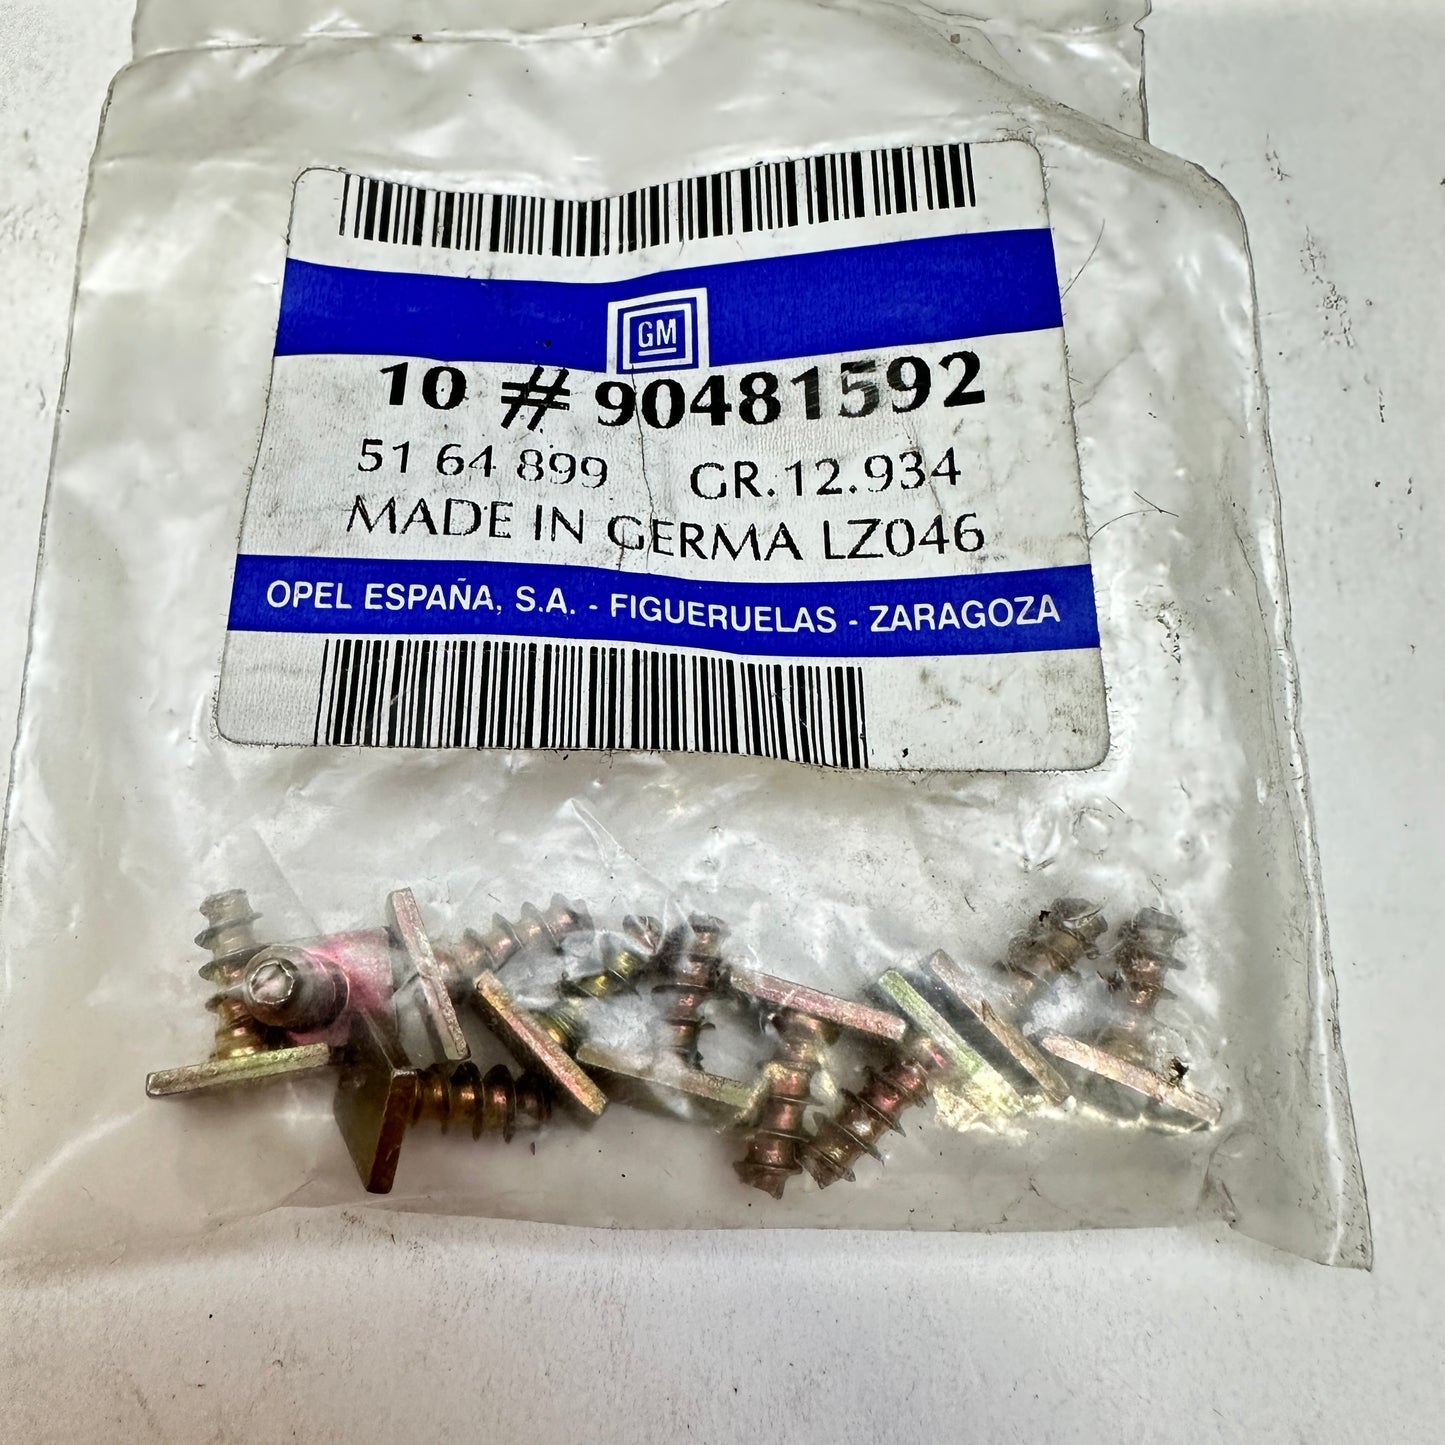 GM
10 # 90481592
51 64 899 GR.12.934
MADE IN GERMA LZ046
OPEL ESPAÑA, S.A. - FIGUERUELAS - ZARAGOZA